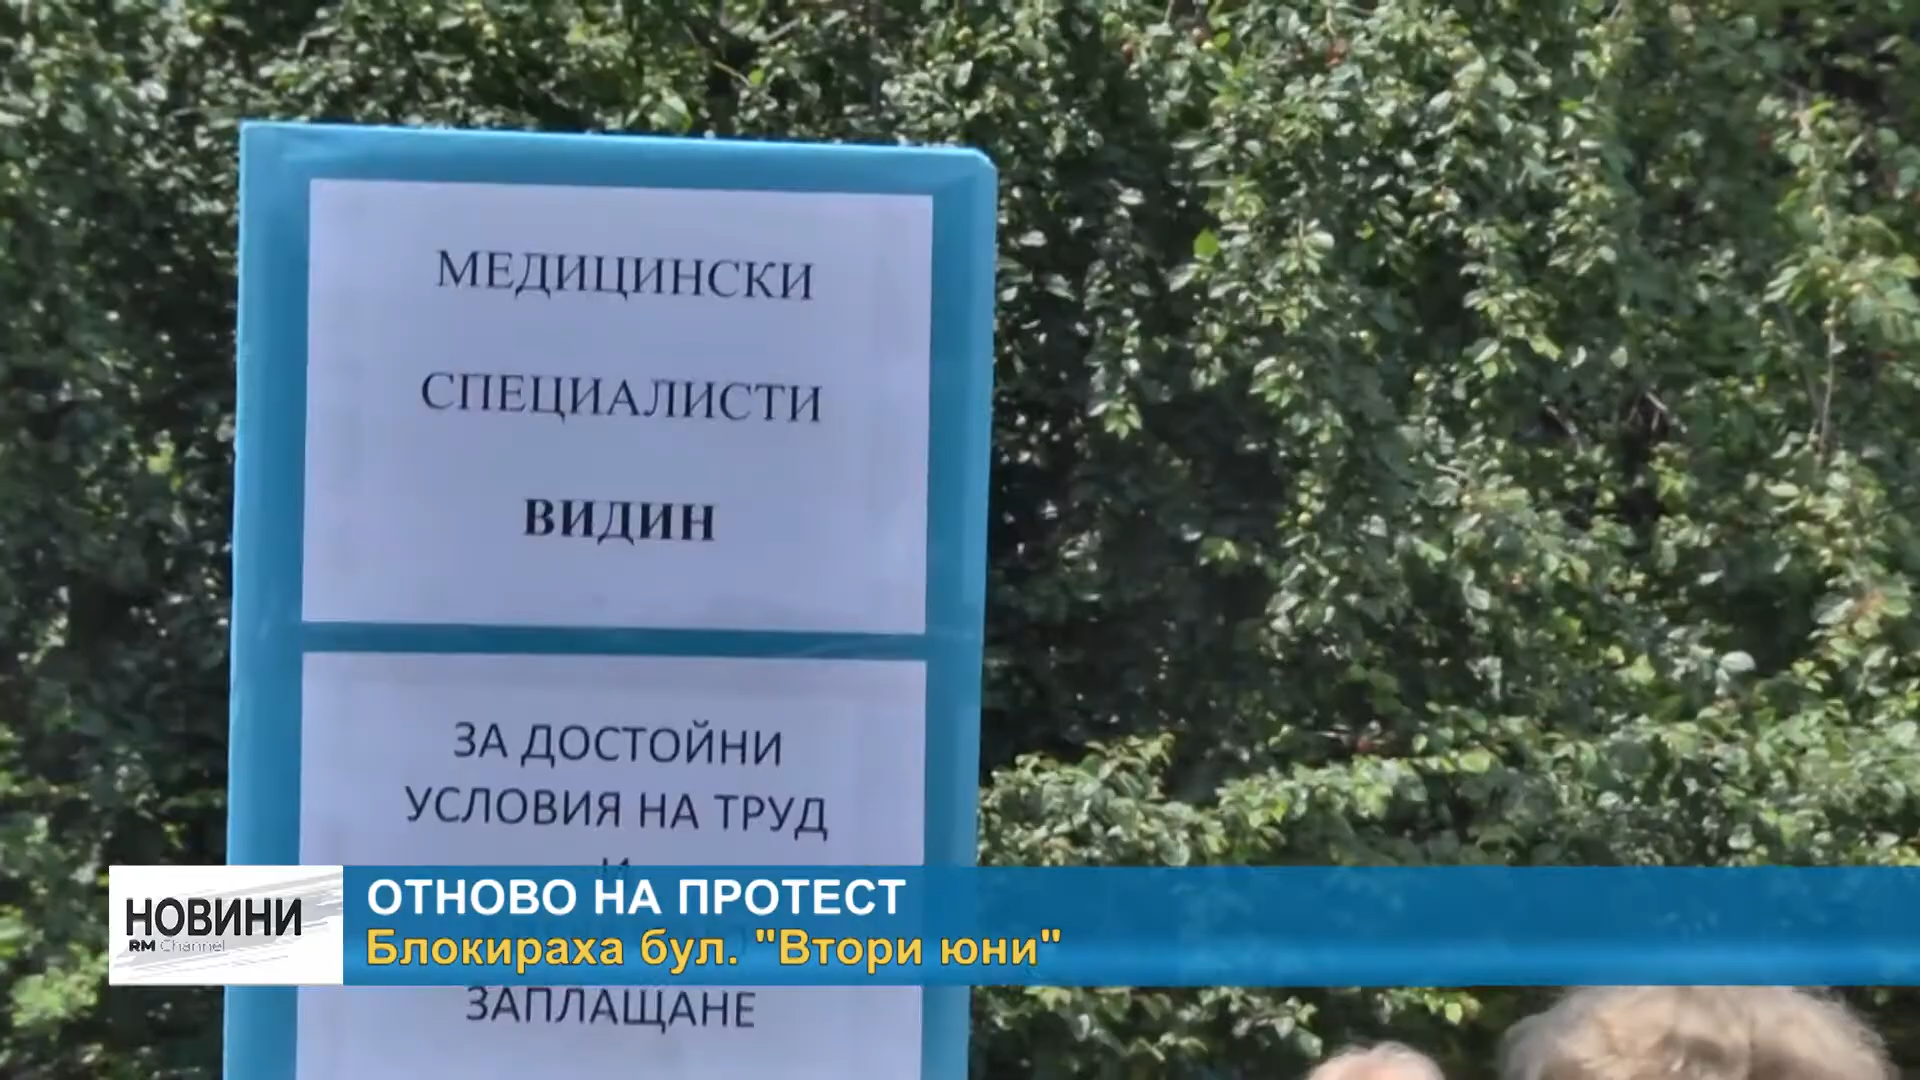 МЕДИЦИНСКИ
СПЕЦИАЛИСТИ
ВИДИН
ЗА ДОСТОЙНИ
УСЛОВИЯ НА ТРУД
И
ЗАПЛАЩАНЕ
НОВИНИ
RM Channel
ОТНОВО НА ПРОТЕСТ
Блокираха бул. "Втори юни"